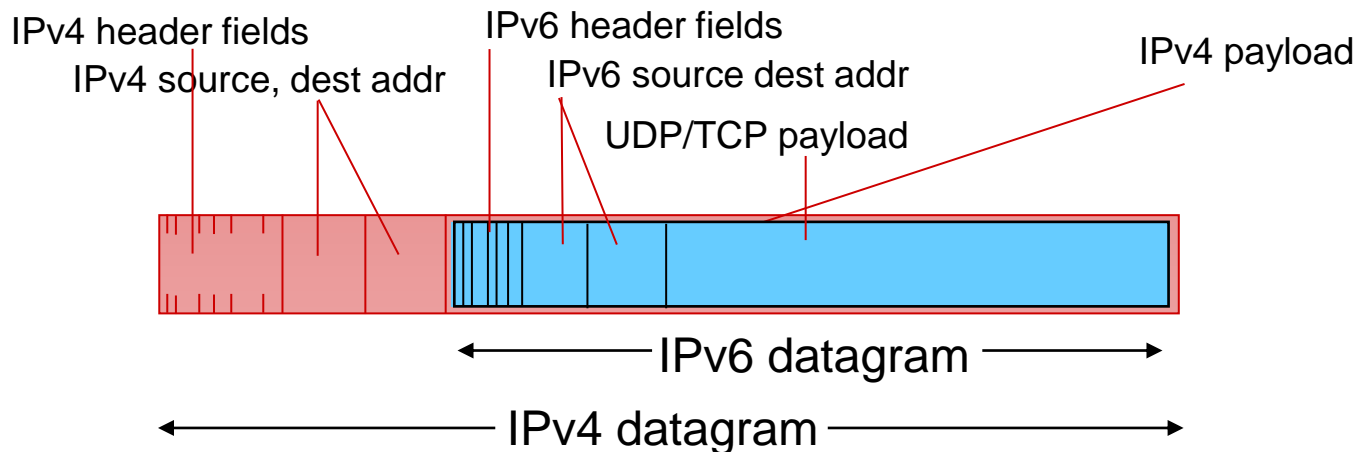 IPv4 header fields
IPv6 header fields
IPv4 payload
IPv4 source, dest addr
IPv6 source dest addr
UDP/TCP payload
IPv6 datagram
IPv4 datagram